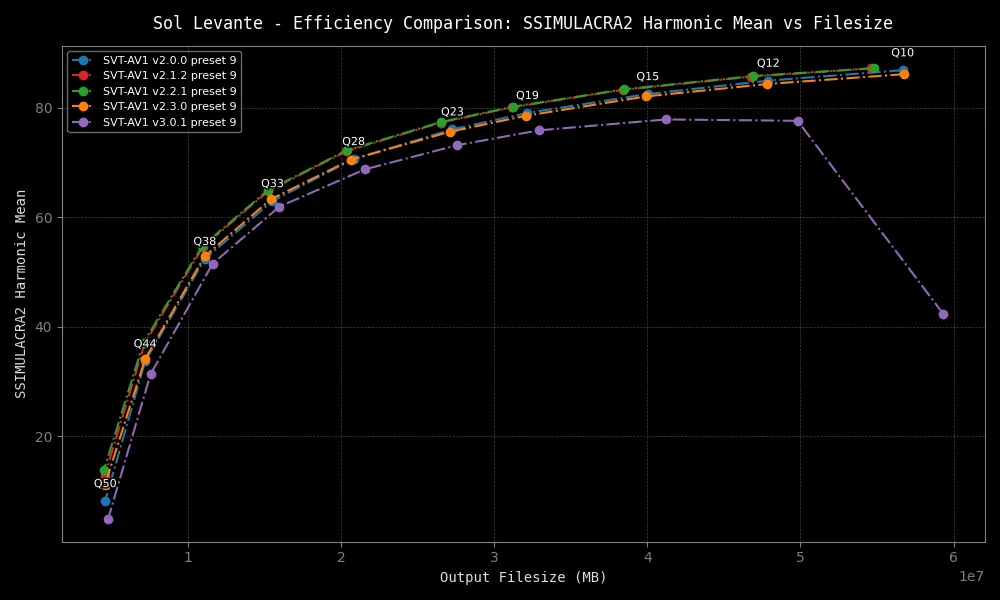 Sol Levante - Efficiency Comparison: SSIMULACRA2 Harmonic Mean vs Filesize
SVT-AV1 v2.0.0 preset 9
SVT-AV1 v2.1.2 preset 9
SVT-AV1 v2.2.1 preset 9
SVT-AV1 v2.3.0 preset 9
SVT-AV1 v3.0.1 preset 9
Q10
Q12
Q15
Q19
Q23
Q28
Q33
Q38
Q44
Q50
80
60
40
20
SSIMULACRA2 Harmonic Mean
1 2 3 4 5 6
1e7
Output Filesize (MB)